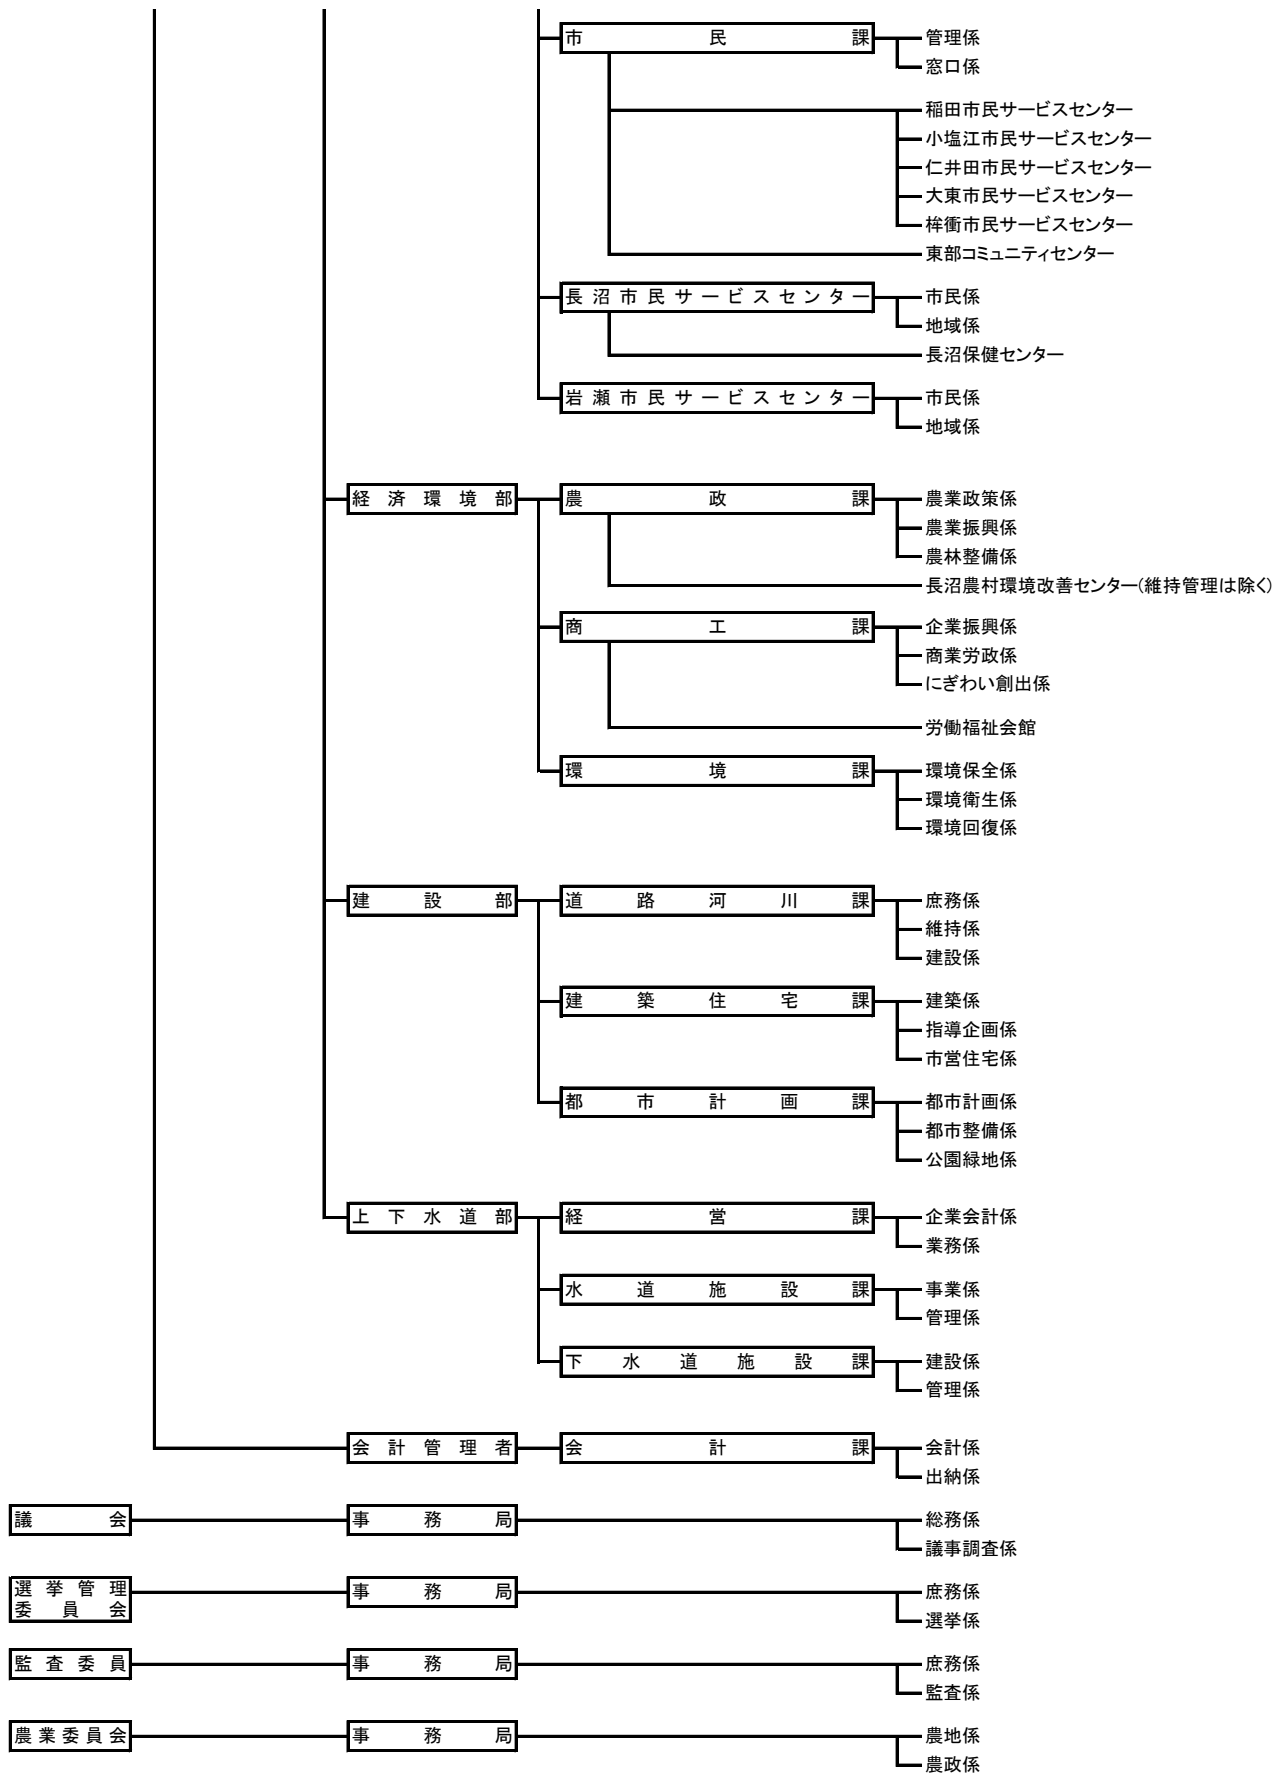 市民課 管理係
窓口係
稲田市民サービスセンター
小塩江市民サービスセンター
仁井田市民サービスセンター
大東市民サービスセンター
桙衝市民サービスセンター
東部コミュニティセンター
長沼市民サービスセンター 市民係
地域係
長沼保健センター
岩瀬市民サービスセンター 市民係
地域係
経済環境部 農政課 農業政策係
農業振興係
農林整備係
長沼農村環境改善センター(維持管理は除く)
商工課 企業振興係
商業労政係
にぎわい創出係
労働福祉会館
環境課 環境保全係
環境衛生係
環境回復係
建設部 道路河川課 庶務係
維持係
建設係
建築住宅課 建築係
指導企画係
市営住宅係
都市計画課 都市計画係
都市整備係
公園緑地係
上下水道部 経営課 企業会計係
業務係
水道施設課 事業係
管理係
下水道施設課 建設係
管理係
会計管理者 会計課 会計係
出納係
議会 事務局 総務係
議事調査係
選挙管理
委員会 事務局 庶務係
選挙係
監査委員 事務局 庶務係
監査係
農業委員会 事務局 農地係
農政係